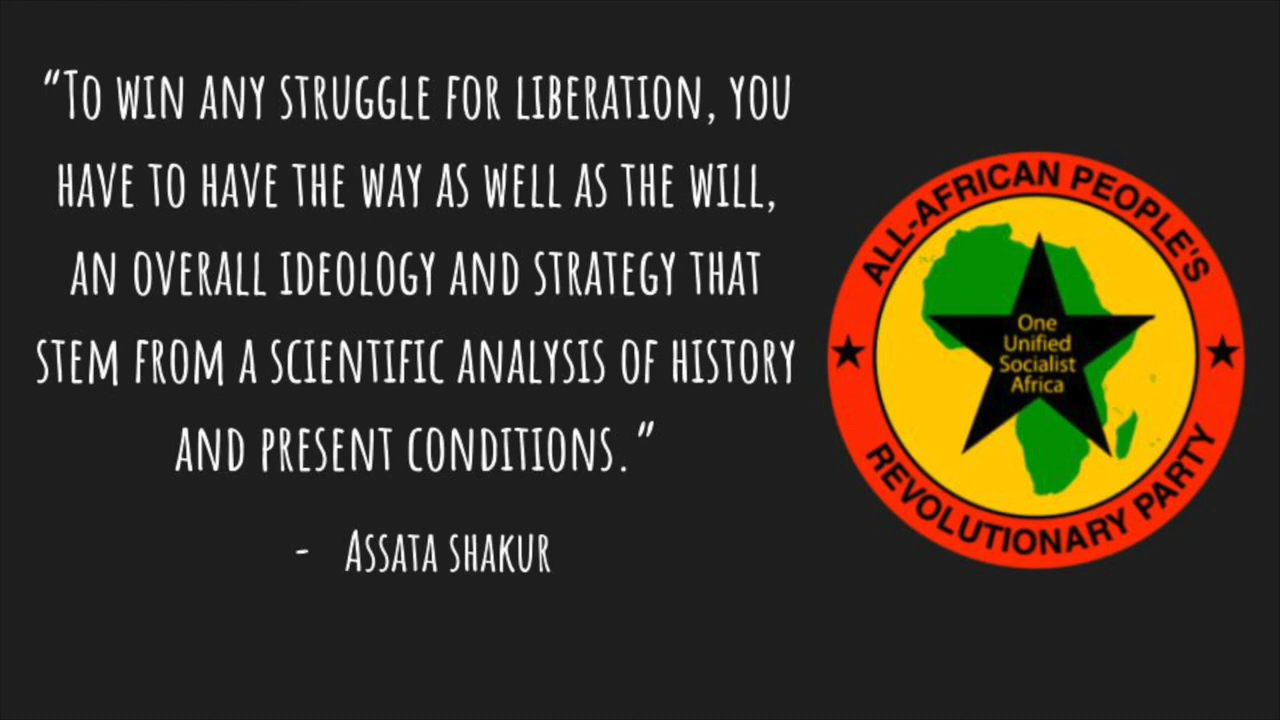 “To win any struggle for liberation, you
have to have the way as well as the will,
an overall ideology and strategy that
stem from a scientific analysis of history
and present conditions.”
- Assata Shakur
ALL-AFRICAN PEOPLE'S
One
Unified
Socialist
Africa
REVOLUTIONARY PARTY